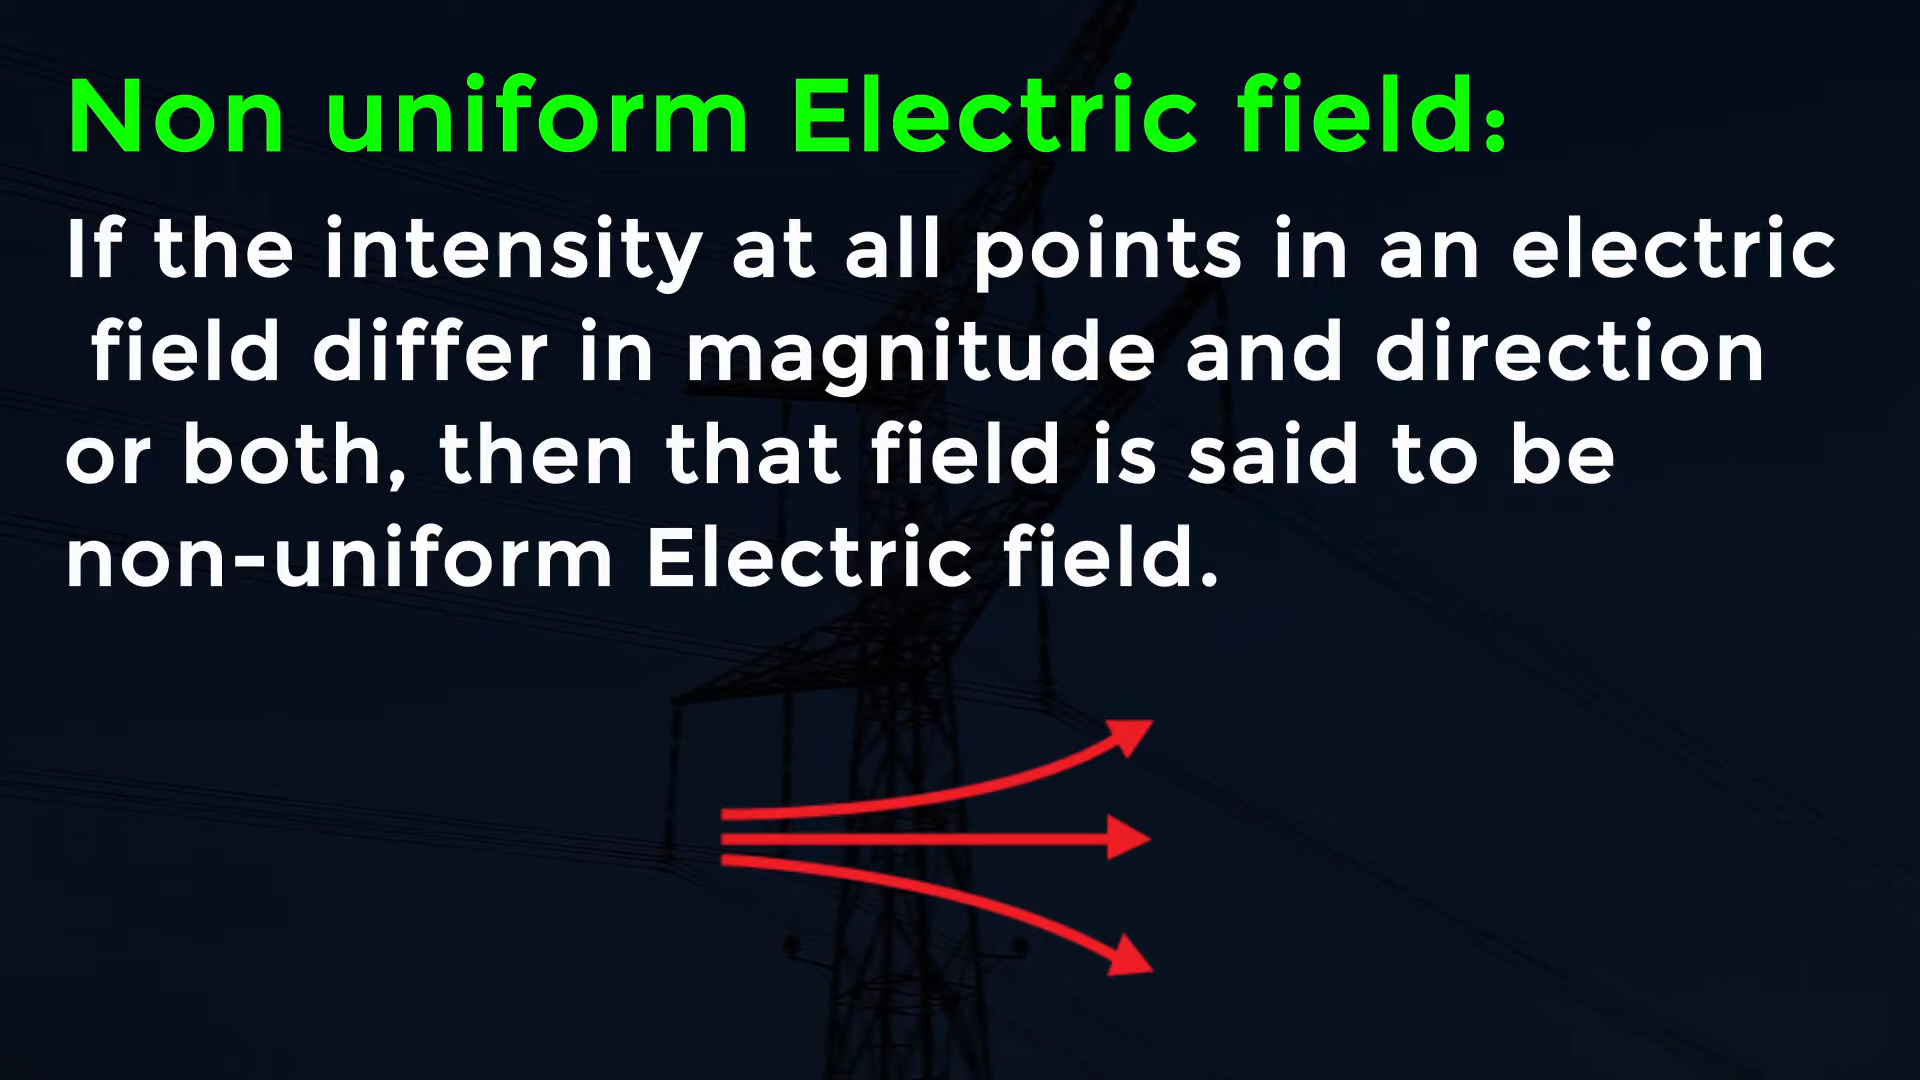 Non uniform Electric field:
If the intensity at all points in an electric
field differ in magnitude and direction
or both, then that field is said to be
non-uniform Electric field.